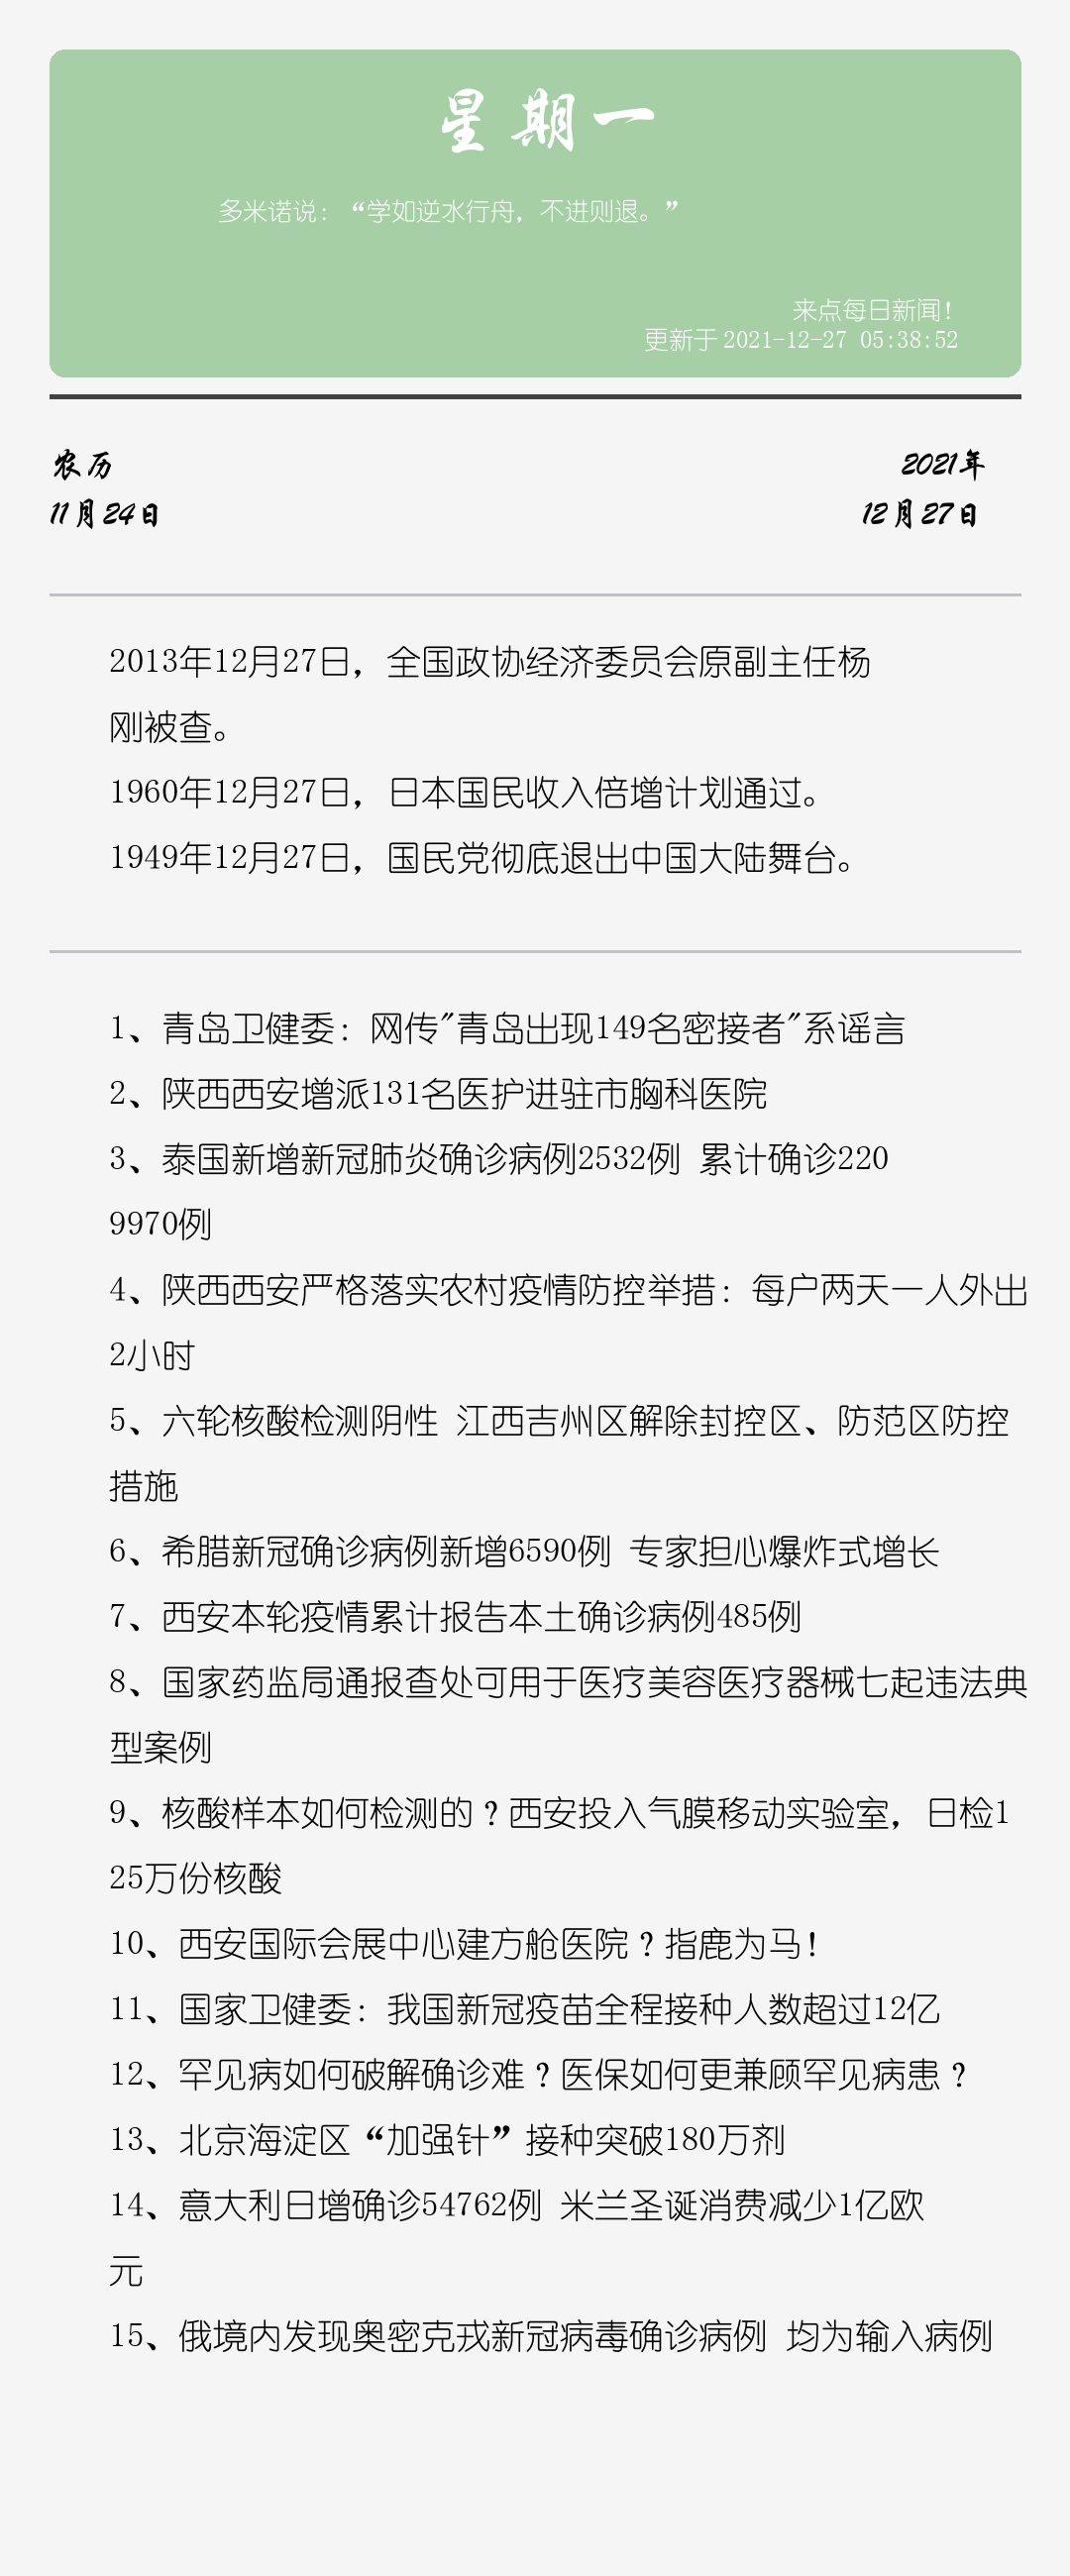 星期一
多米诺说：“学如逆水行舟，不进则退。”
来点每日新闻！
更新于 2021-12-27 05:38:52
农历
2021年
11月24日
12月27日
2013年12月27日，全国政协经济委员会原副主任杨
刚被查。
1960年12月27日，日本国民收入倍增计划通过。
1949年12月27日，国民党彻底退出中国大陆舞台。
1、青岛卫健委：网传"青岛出现149名密接者"系谣言
2、陕西西安增派131名医护进驻市胸科医院
3、泰国新增新冠肺炎确诊病例2532例 累计确诊220
9970例
4、陕西西安严格落实农村疫情防控举措：每户两天一人外出
2小时
5、六轮核酸检测阴性 江西吉州区解除封控区、防范区防控
措施
6、希腊新冠确诊病例新增6590例 专家担心爆炸式增长
7、西安本轮疫情累计报告本土确诊病例485例
8、国家药监局通报查处可用于医疗美容医疗器械七起违法典
型案例
9、核酸样本如何检测的？西安投入气膜移动实验室，日检1
25万份核酸
10、西安国际会展中心建方舱医院？指鹿为马！
11、国家卫健委：我国新冠疫苗全程接种人数超过12亿
12、罕见病如何破解确诊难？医保如何更兼顾罕见病患？
13、北京海淀区“加强针”接种突破180万剂
14、意大利日增确诊54762例 米兰圣诞消费减少1亿欧
元
15、俄境内发现奥密克戎新冠病毒确诊病例 均为输入病例